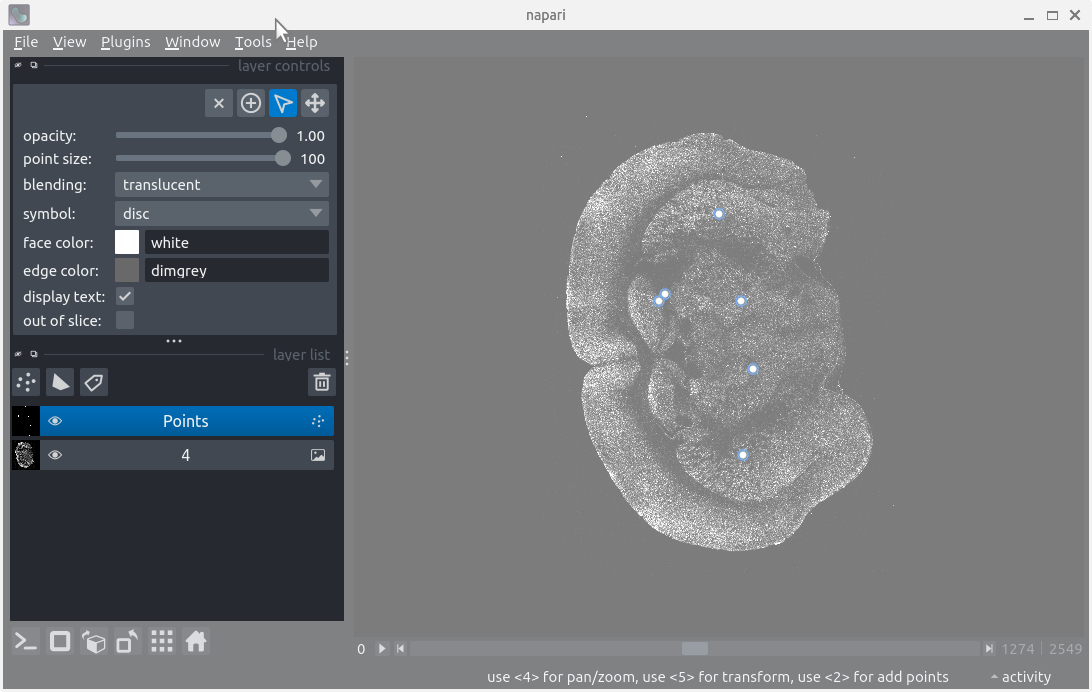 napari
File View Plugins Window Tools Help
layer controls
opacity: 1.00
point size: 100
blending: translucent
symbol: disc
face color: white
edge color: dimgrey
display text:
out of slice:
layer list
Points
4
0 1274 2549
use <4> for pan/zoom, use <5> for transform, use <2> for add points activity